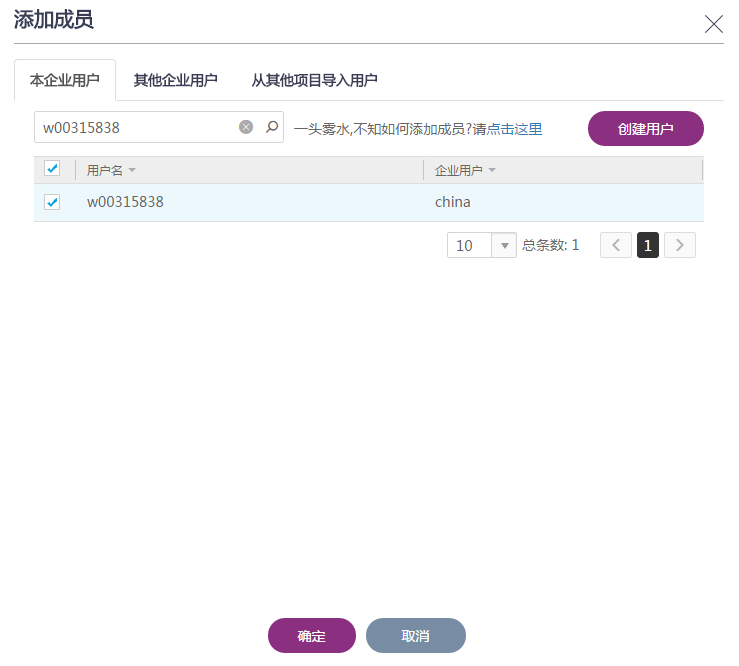 添加成员
本企业用户 其他企业用户 从其他项目导入用户
w00315838 一头雾水,不知如何添加成员?请点击这里 创建用户
用户名 企业用户
w00315838 china
10 总条数: 1 1
确定 取消